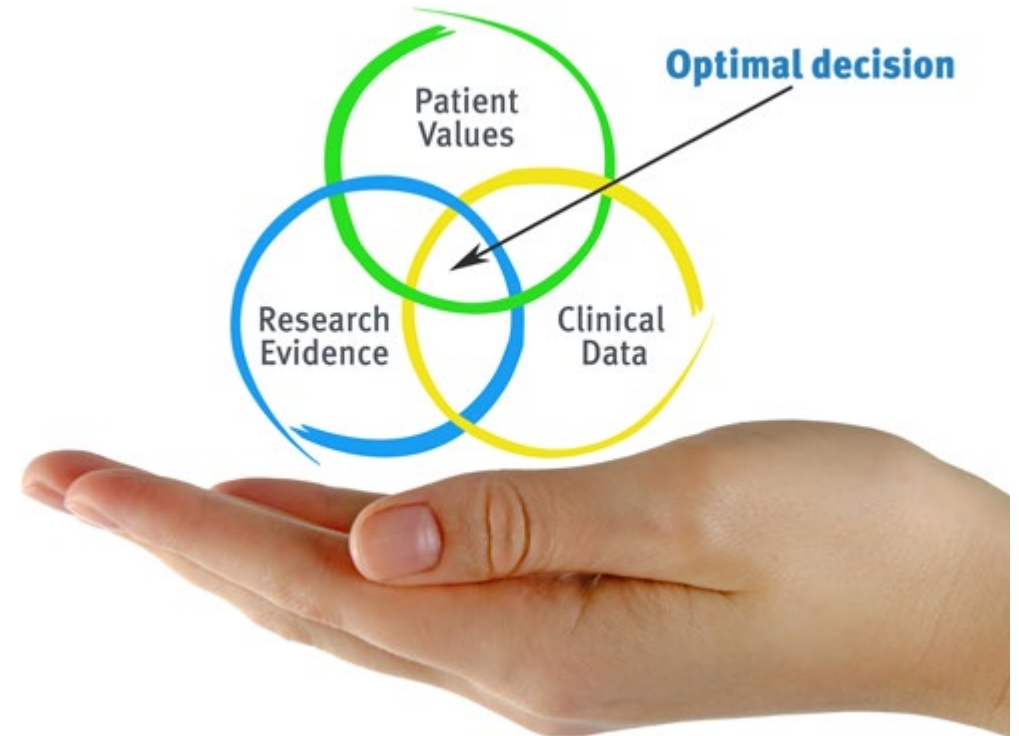 Optimal decision
Patient
Values
Research
Evidence
Clinical
Data